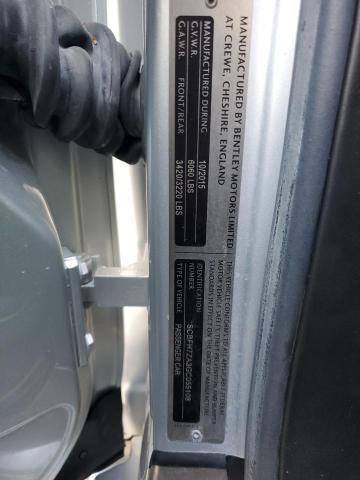 MANUFACTURED BY BENTLEY MOTORS LIMITED
AT CREWE, CHESHIRE, ENGLAND
MANUFACTURED DURING 10/2015
G.V.W.R. 6060 LBS
G.A.W.R. FRONT/REAR 3420/3220 LBS
THIS VEHICLE CONFORMS TO ALL APPLICABLE FEDERAL
MOTOR VEHICLE SAFETY, THEFT PREVENTION, AND BUMPER
STANDARDS IN EFFECT ON THE DATE OF MANUFACTURE
IDENTIFICATION
NUMBER SCBFH7ZA3GC055108
TYPE OF VEHICLE PASSENGER CAR